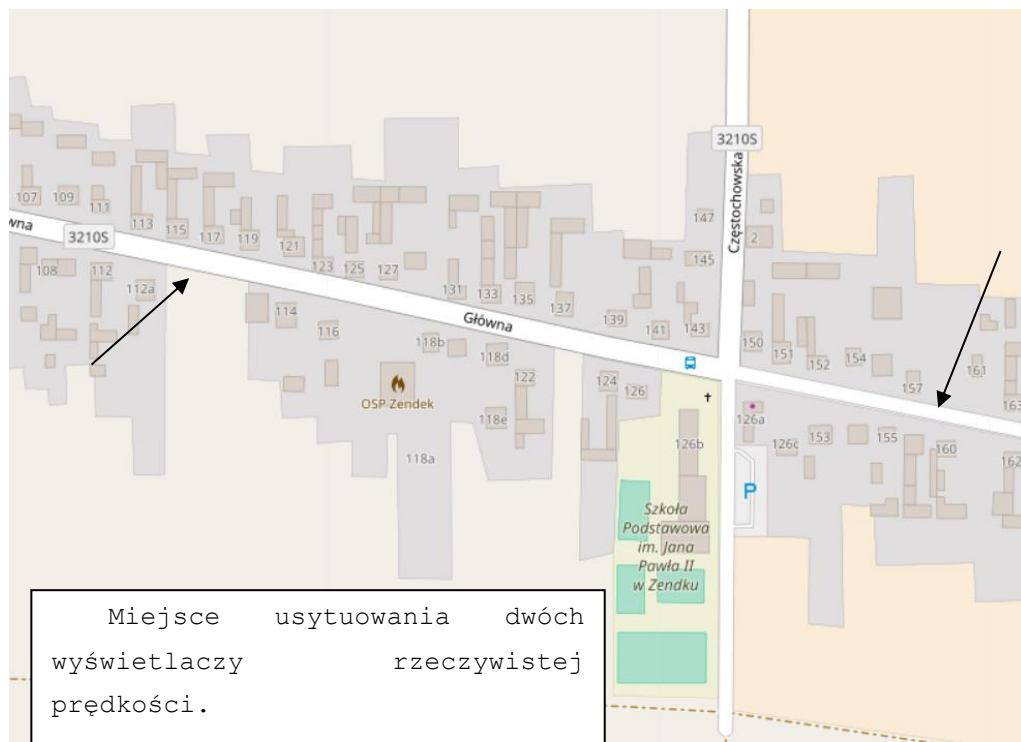 3210S
Częstochowska
147
2
145
107
109
111
113
115
117
119
121
123
125
127
131
133
135
137
139
141
143
wna
3210S
Główna
108
112
112a
114
116
118b
118d
122
124
126
OSP Zendek
118e
118a
126b
150
151
152
154
157
161
163
126a
126c
153
155
160
162
P
Szkoła
Podstawowa
im. Jana
Pawła II
w Zendku
Miejsce usytuowania dwóch
wyświetlaczy rzeczywistej
prędkości.